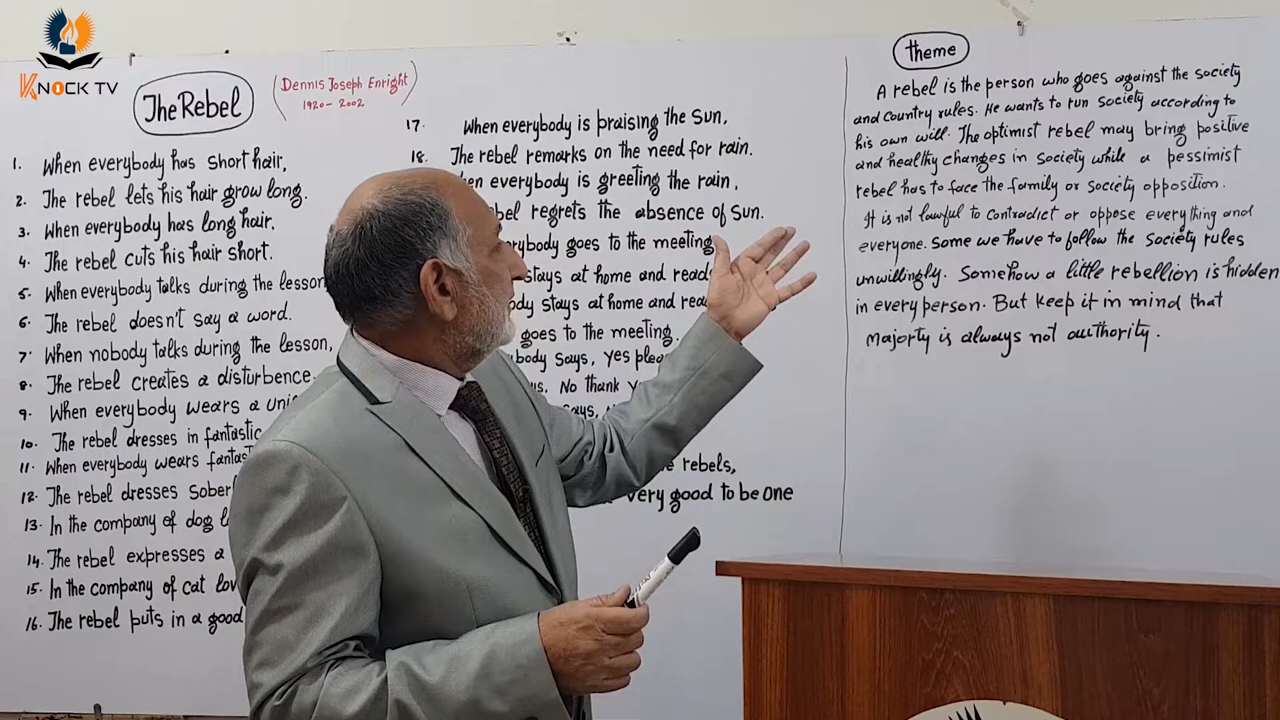 KNOCK TV
The Rebel
(Dennis Joseph Enright)
1920-2002
1. When everybody has short hair,
2. The rebel lets his hair grow long.
3. When everybody has long hair,
4. The rebel cuts his hair short.
5. When everybody talks during the lesson
6. The rebel doesn't say a word.
7. When nobody talks during the lesson,
8. The rebel creates a disturbence.
9. When everybody wears a
10. The rebel dresses in fantastic
11. When everybody wears
12. The rebel dresses
13. In the company of dog
14. The rebel expresses a
15. In the company of cat
16. The rebel puts in a good
17. When everybody is praising the Sun,
18. The rebel remarks on the need for rain.
everybody is greeting the rain,
regrets the absence of Sun.
goes to the meeting
stays at home and
stays at home and
goes to the meeting.
says, Yes
No thank
rebels,
very good to be one
theme
A rebel is the person who goes against the society
and country rules. He wants to run society according to
his own will. The optimist rebel may bring positive
and healthy changes in society while a pessimist
rebel has to face the family or society opposition.
It is not lawful to contradict or oppose everything and
everyone. Some we have to follow the society rules
unwillingly. Somehow a little rebellion is hidden
in every person. But keep it in mind that
Majorty is always not authority.